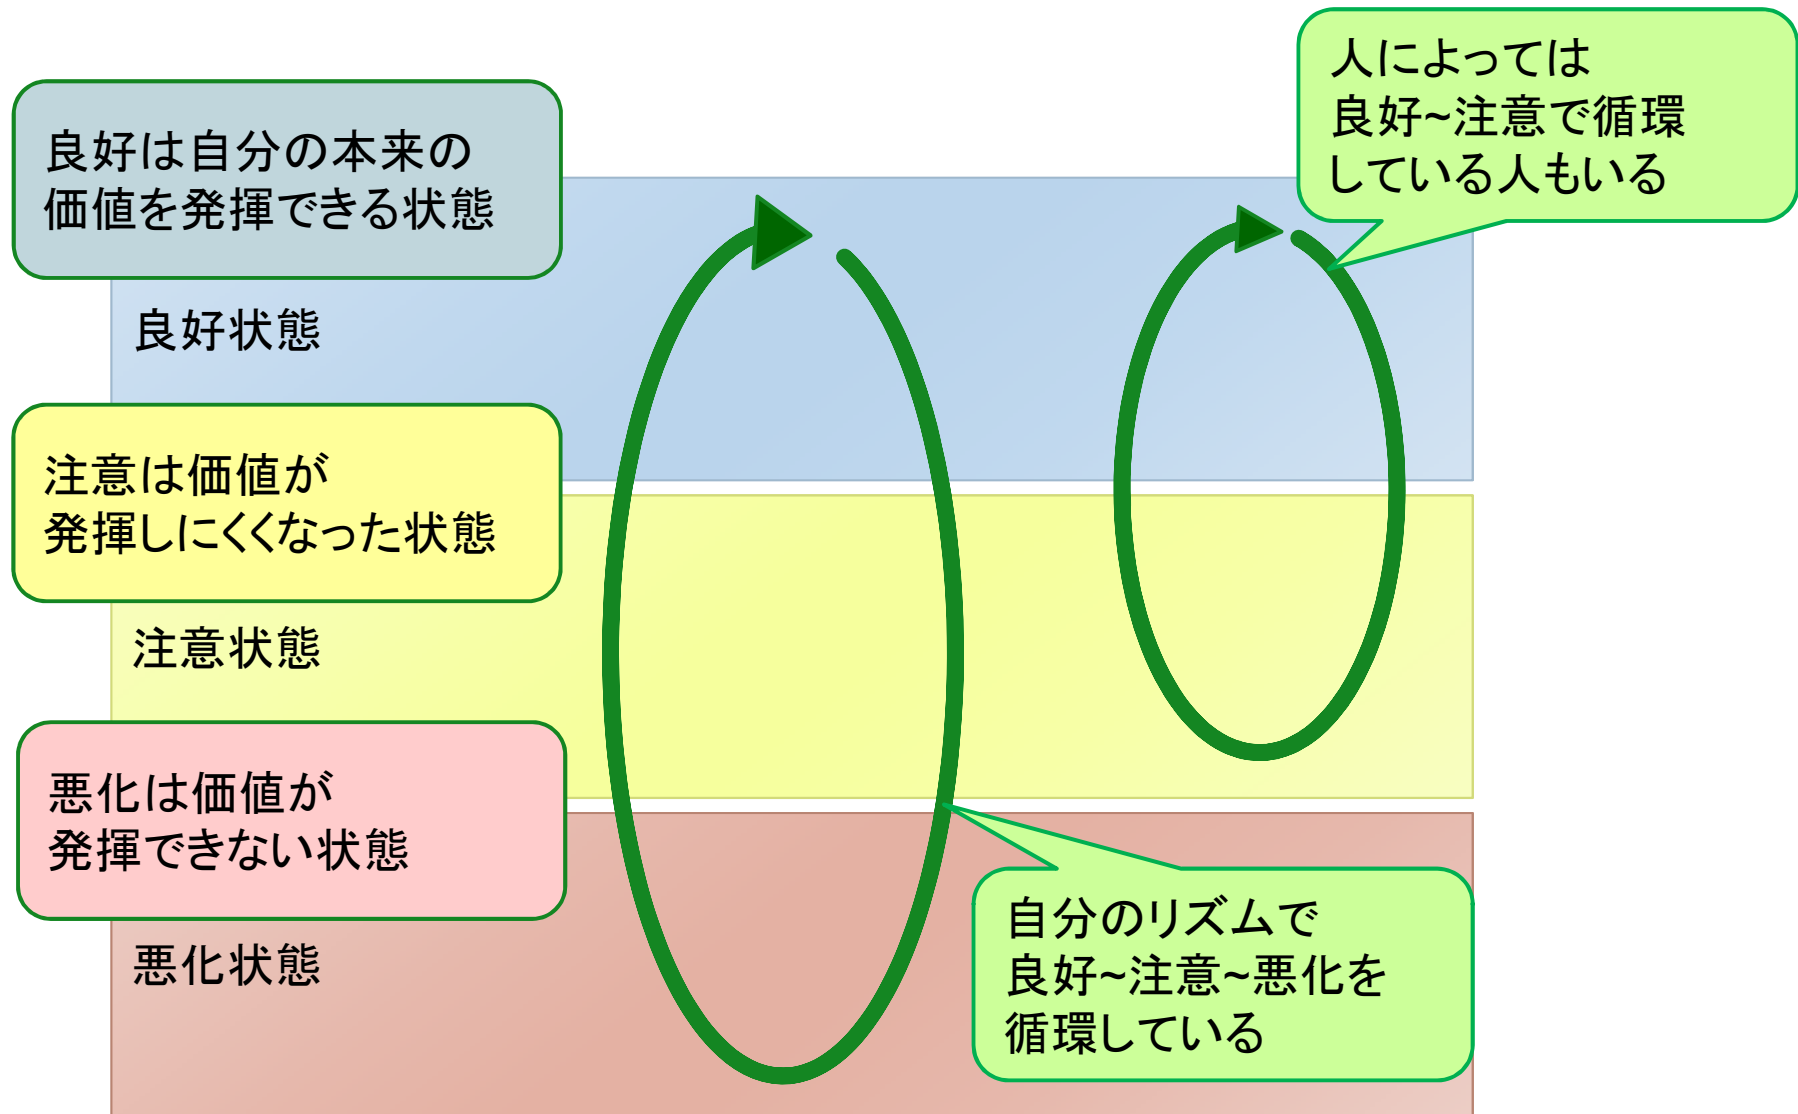 人によっては
良好~注意で循環
している人もいる
良好は自分の本来の
価値を発揮できる状態
良好状態
注意は価値が
発揮しにくくなった状態
注意状態
悪化は価値が
発揮できない状態
悪化状態
自分のリズムで
良好~注意~悪化を
循環している